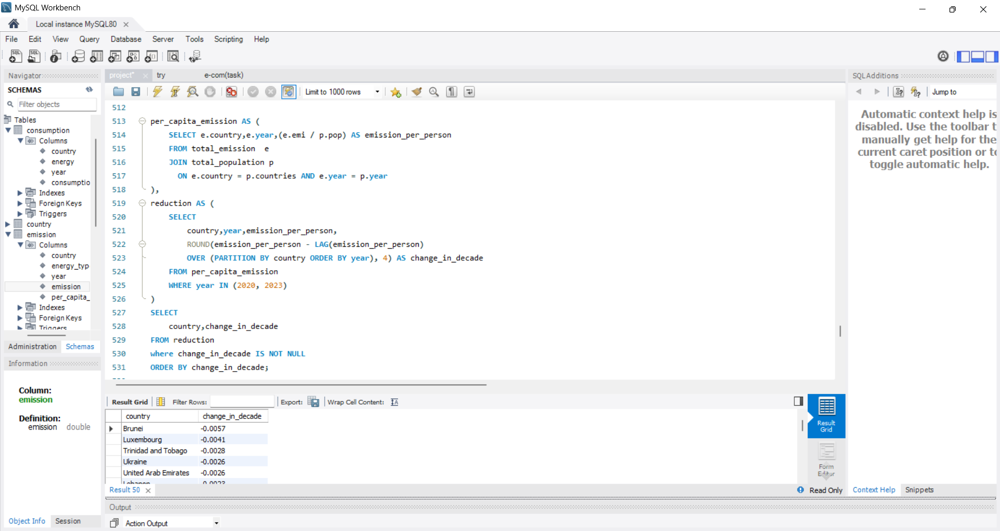 MySQL Workbench
Local instance MySQL80
File Edit View Query Database Server Tools Scripting Help
Navigator
SCHEMAS
Filter objects
Tables
consumption
Columns
country
energy
year
consumptio
Indexes
Foreign Keys
Triggers
country
emission
Columns
country
energy_typ
year
emission
per_capita_
Indexes
Foreign Keys
Triggers
Administration Schemas
Information
Column:
emission
Definition:
emission double
Object Info Session
project* try e-com(task)
Limit to 1000 rows
512
513 per_capita_emission AS (
514 SELECT e.country,e.year,(e.emi / p.pop) AS emission_per_person
515 FROM total_emission e
516 JOIN total_population p
517 ON e.country = p.countries AND e.year = p.year
518 ),
519 reduction AS (
520 SELECT
521 country,year,emission_per_person,
522 ROUND(emission_per_person - LAG(emission_per_person)
523 OVER (PARTITION BY country ORDER BY year), 4) AS change_in_decade
524 FROM per_capita_emission
525 WHERE year IN (2020, 2023)
526 )
527 SELECT
528 country,change_in_decade
529 FROM reduction
530 where change_in_decade IS NOT NULL
531 ORDER BY change_in_decade;
Result Grid Filter Rows: Export: Wrap Cell Content:
country change_in_decade
Brunei -0.0057
Luxembourg -0.0041
Trinidad and Tobago -0.0028
Ukraine -0.0026
United Arab Emirates -0.0026
Lebanon -0.0023
Result
Grid
Form
Editor
Result 50
Read Only
Output
Action Output
SQLAdditions
Jump to
Automatic context help is
disabled. Use the toolbar t
manually get help for the
current caret position or to
toggle automatic help.
Context Help Snippets